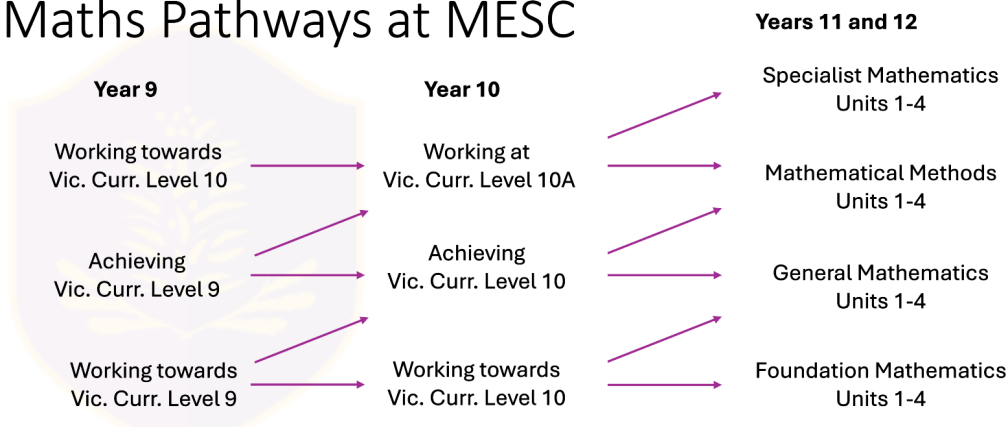 Maths Pathways at MESC
Years 11 and 12
Year 9
Year 10
Specialist Mathematics
Units 1-4
Working towards
Vic. Curr. Level 10
Working at
Vic. Curr. Level 10A
Mathematical Methods
Units 1-4
Achieving
Vic. Curr. Level 9
Achieving
Vic. Curr. Level 10
General Mathematics
Units 1-4
Working towards
Vic. Curr. Level 9
Working towards
Vic. Curr. Level 10
Foundation Mathematics
Units 1-4